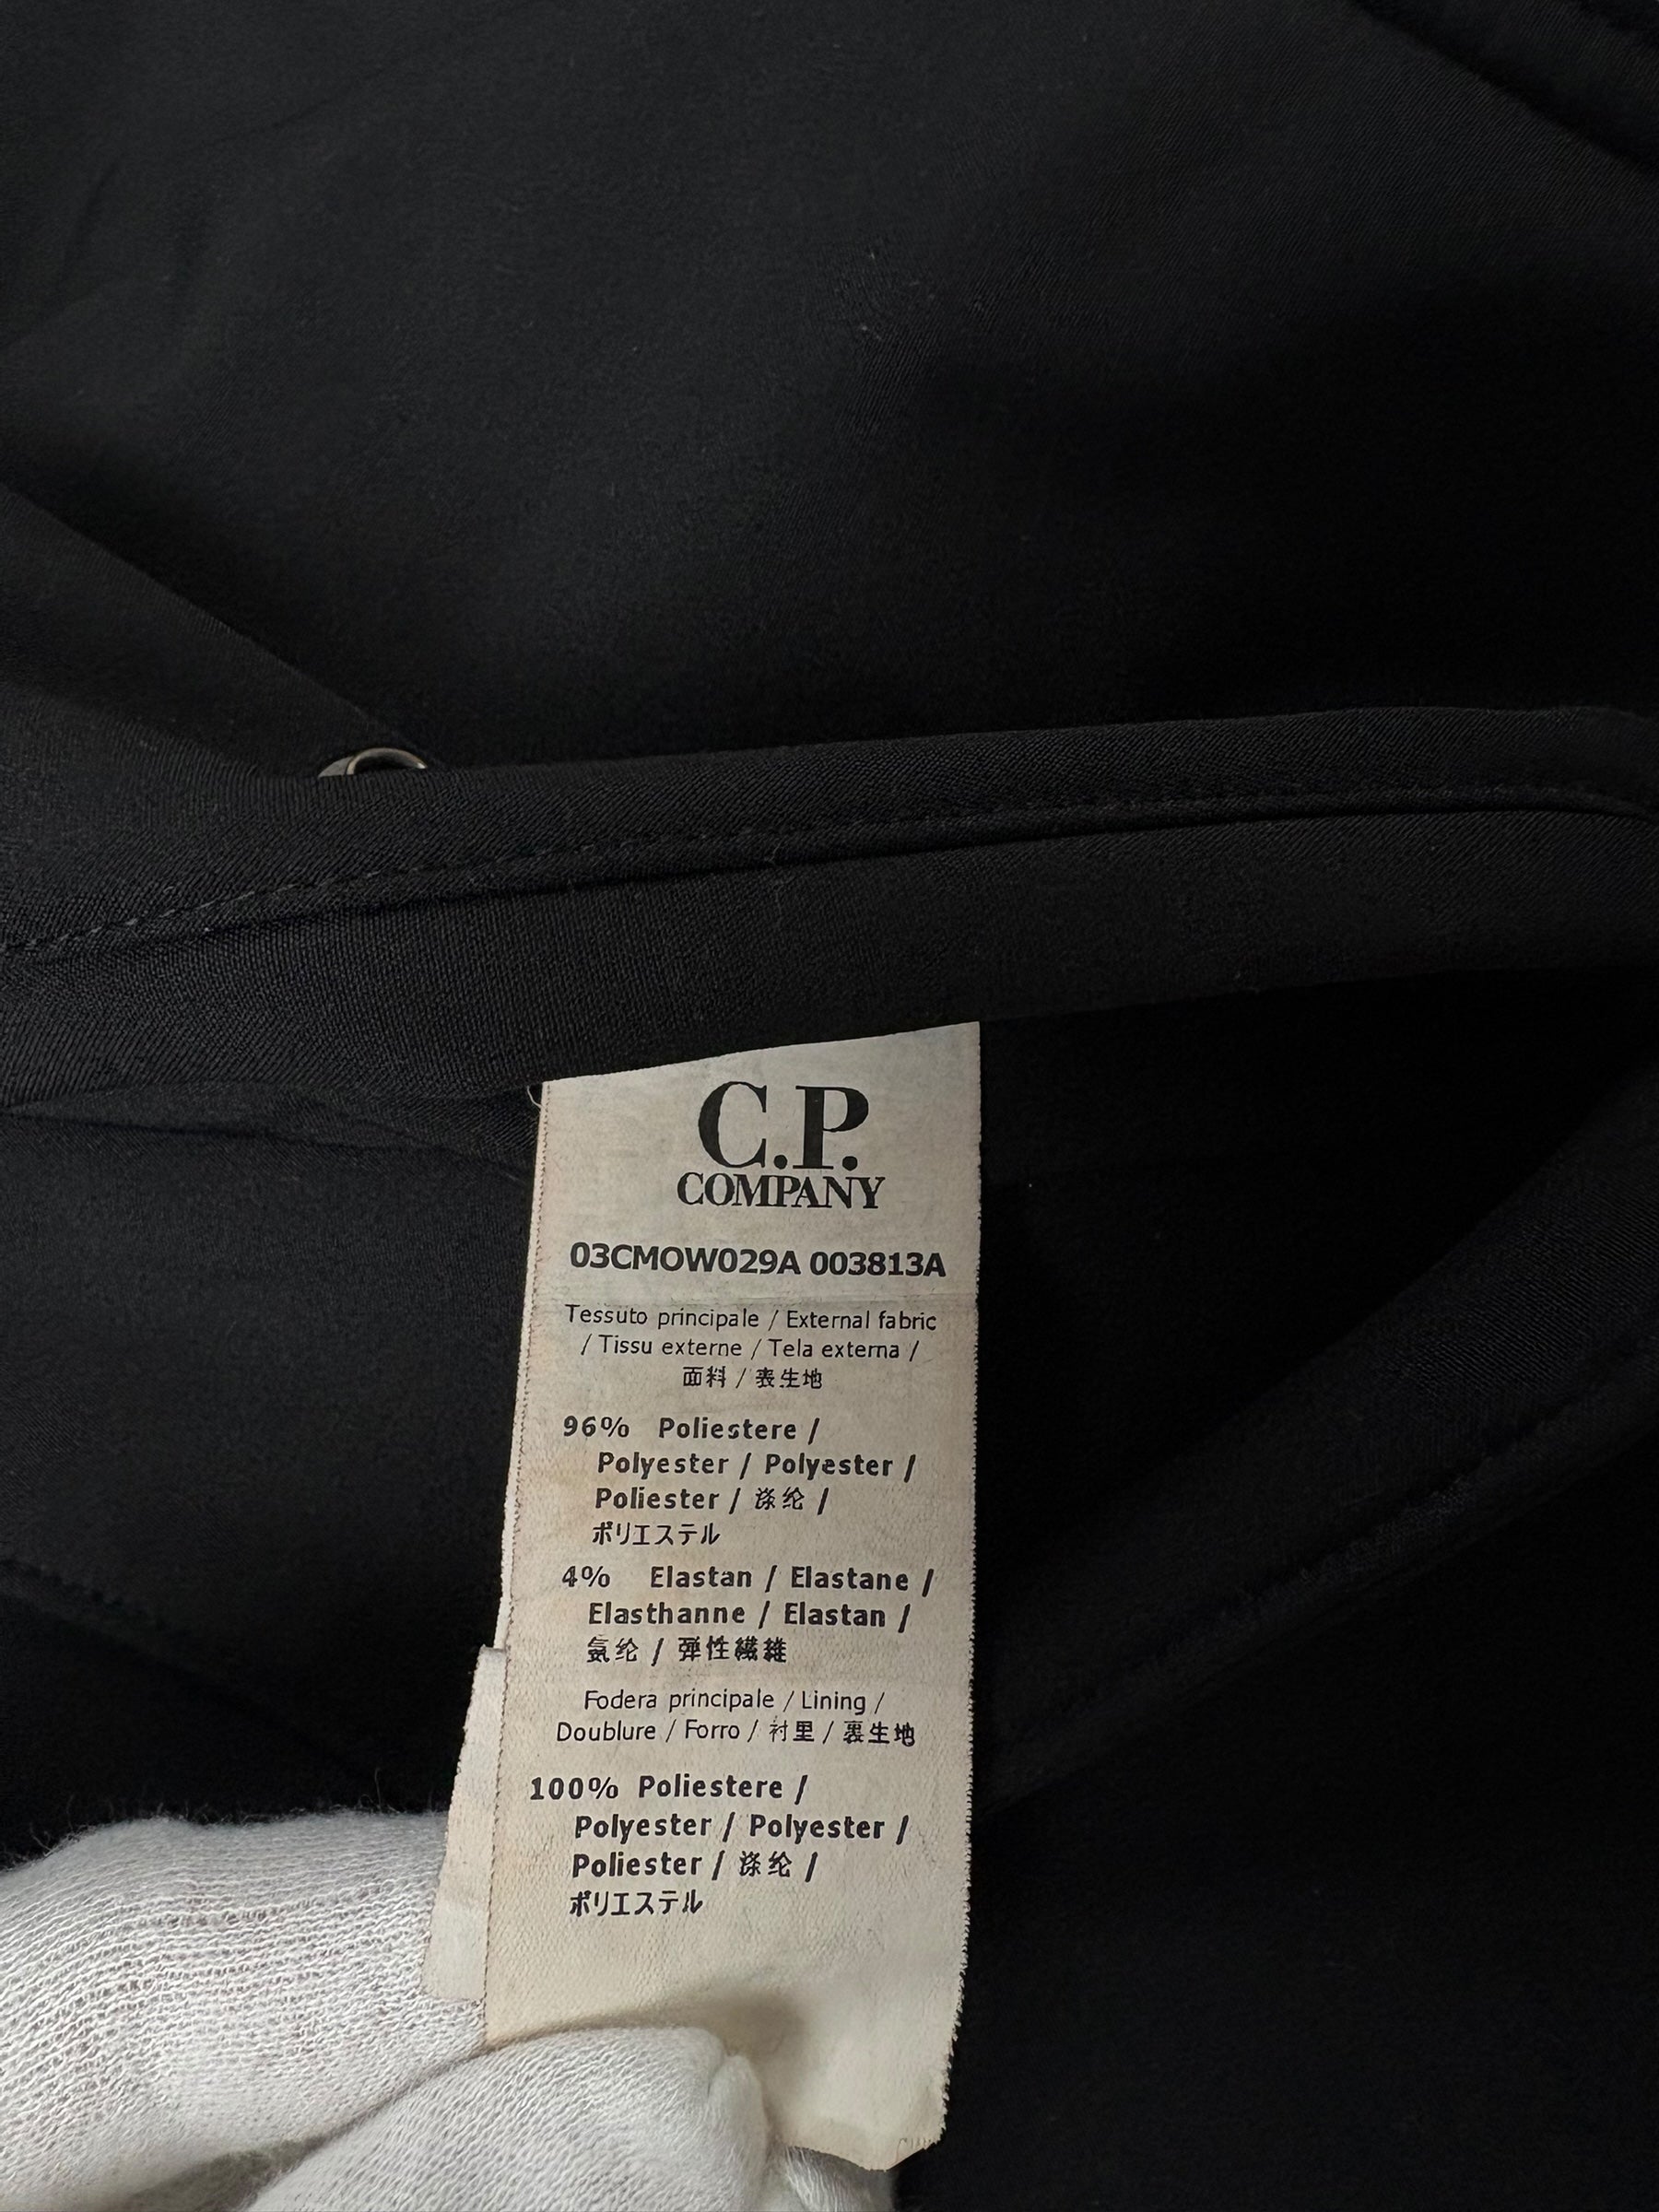 C.P.
COMPANY
03CMOW029A 003813A
Tessuto principale / External fabric
/ Tissu externe / Tela externa /
面料 / 表生地
96% Poliestere /
Polyester / Polyester /
Poliester / 涤纶 /
ポリエステル
4% Elastan / Elastane /
Elasthanne / Elastan /
氨纶 / 弾性繊維
Fodera principale / Lining /
Doublure / Forro / 衬里 / 裏生地
100% Poliestere /
Polyester / Polyester /
Poliester / 涤纶 /
ポリエステル